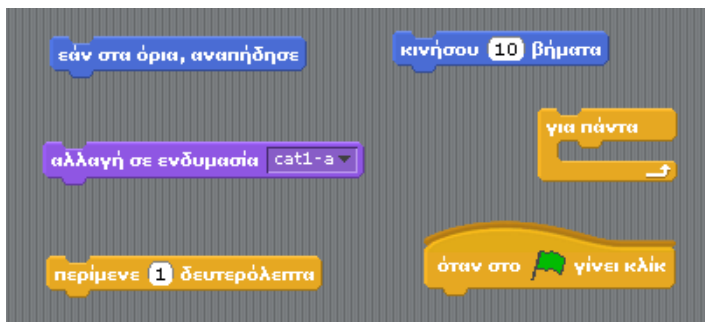 εάν στα όρια, αναπήδησε
κινήσου 10 βήματα
για πάντα
αλλαγή σε ενδυμασία cat1-a
όταν στο γίνει κλίκ
περίμενε 1 δευτερόλεπτα